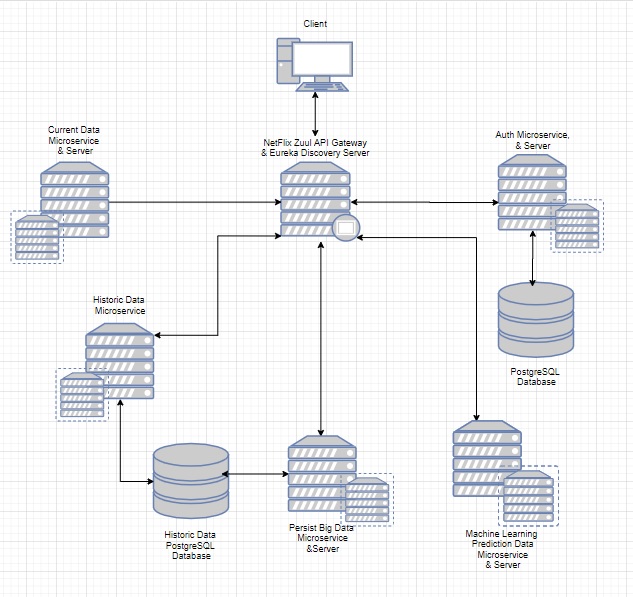 Client
NetFlix Zuul API Gateway
& Eureka Discovery Server
Current Data
Microservice
& Server
Auth Microservice,
& Server
Historic Data
Microservice
PostgreSQL
Database
Historic Data
PostgreSQL
Database
Persist Big Data
Microservice
&Server
Machine Learning
Prediction Data
Microservice
& Server